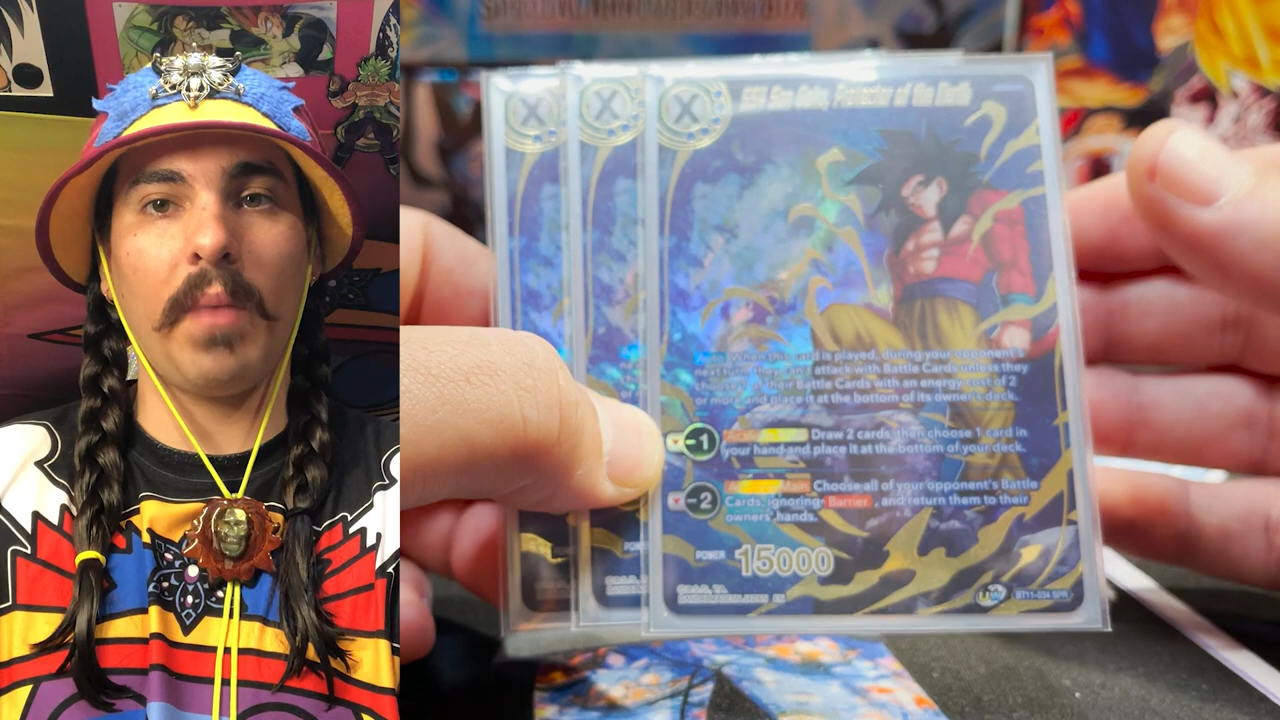 X
X
X
SS4 Son Goku, Protector of the Earth
Auto When this card is played, during your opponent's
next turn, they can't attack with Battle Cards unless they
choose 1 of their Battle Cards with an energy cost of 2
or more and place it at the bottom of its owner's deck.
-1
Draw 2 cards, then choose 1 card in
your hand and place it at the bottom of your deck.
-2
Main Choose all of your opponent's Battle
Cards, ignoring Barrier, and return them to their
owners' hands.
POWER 15000
BT11-034 SPR